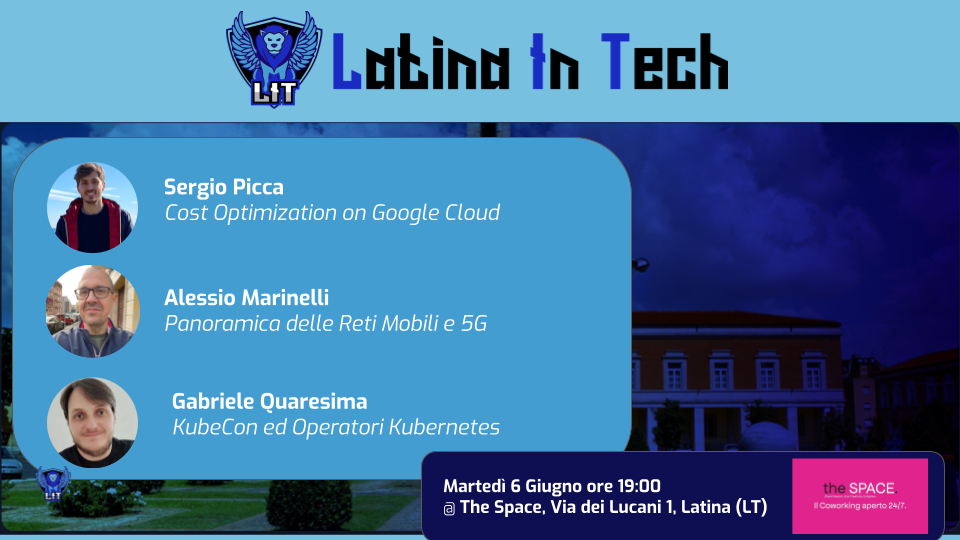 LIT
Latina In Tech
Sergio Picca
Cost Optimization on Google Cloud
Alessio Marinelli
Panoramica delle Reti Mobili e 5G
Gabriele Quaresima
KubeCon ed Operatori Kubernetes
LIT
Martedì 6 Giugno ore 19:00
@ The Space, Via dei Lucani 1, Latina (LT)
the SPACE.
Il Coworking aperto 24/7.